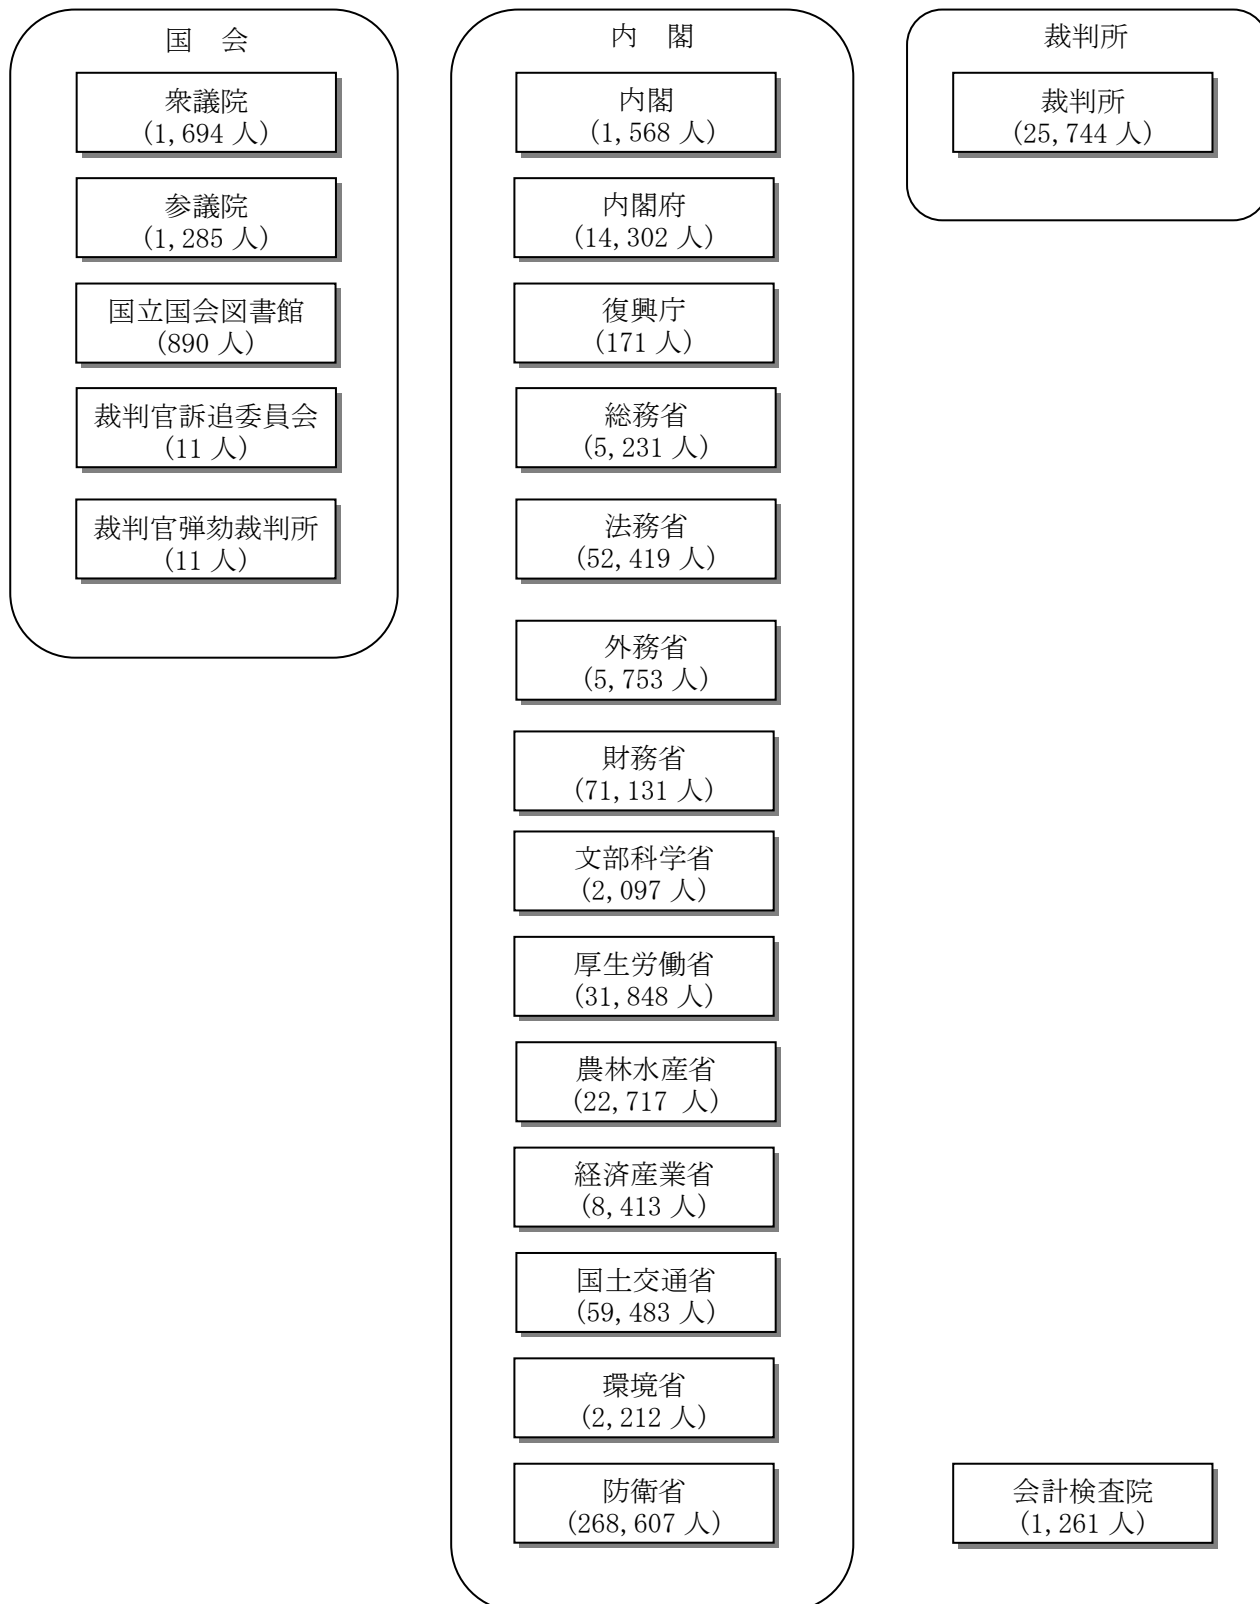 国　会
衆議院
(1,694 人)
参議院
(1,285 人)
国立国会図書館
(890 人)
裁判官訴追委員会
(11 人)
裁判官弾劾裁判所
(11 人)
内　閣
内閣
(1,568 人)
内閣府
(14,302 人)
復興庁
(171 人)
総務省
(5,231 人)
法務省
(52,419 人)
外務省
(5,753 人)
財務省
(71,131 人)
文部科学省
(2,097 人)
厚生労働省
(31,848 人)
農林水産省
(22,717 人)
経済産業省
(8,413 人)
国土交通省
(59,483 人)
環境省
(2,212 人)
防衛省
(268,607 人)
裁判所
裁判所
(25,744 人)
会計検査院
(1,261 人)